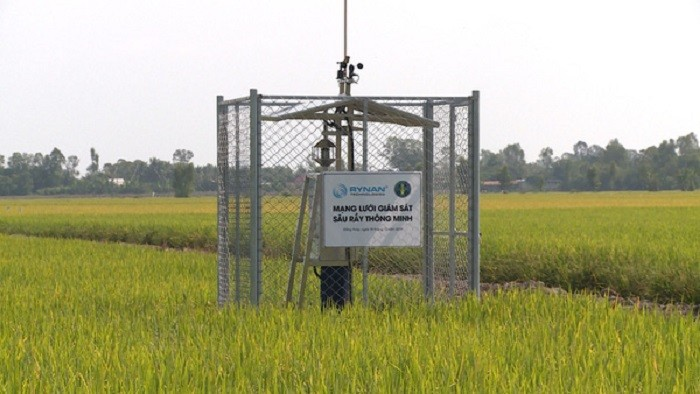 RYNAN
MẠNG LƯỚI GIÁM SÁT
SÂU RẦY THÔNG MINH